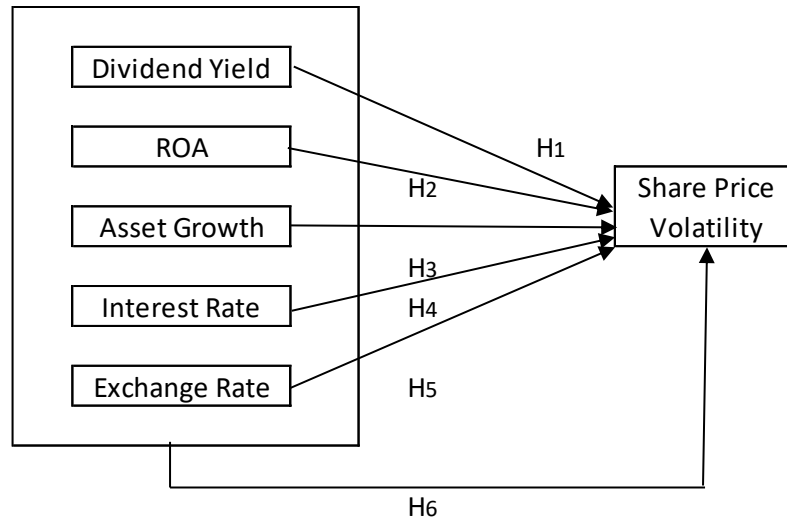 Dividend Yield
H1
ROA
H2
Share Price
Volatility
Asset Growth
H3
Interest Rate
H4
Exchange Rate
H5
H6